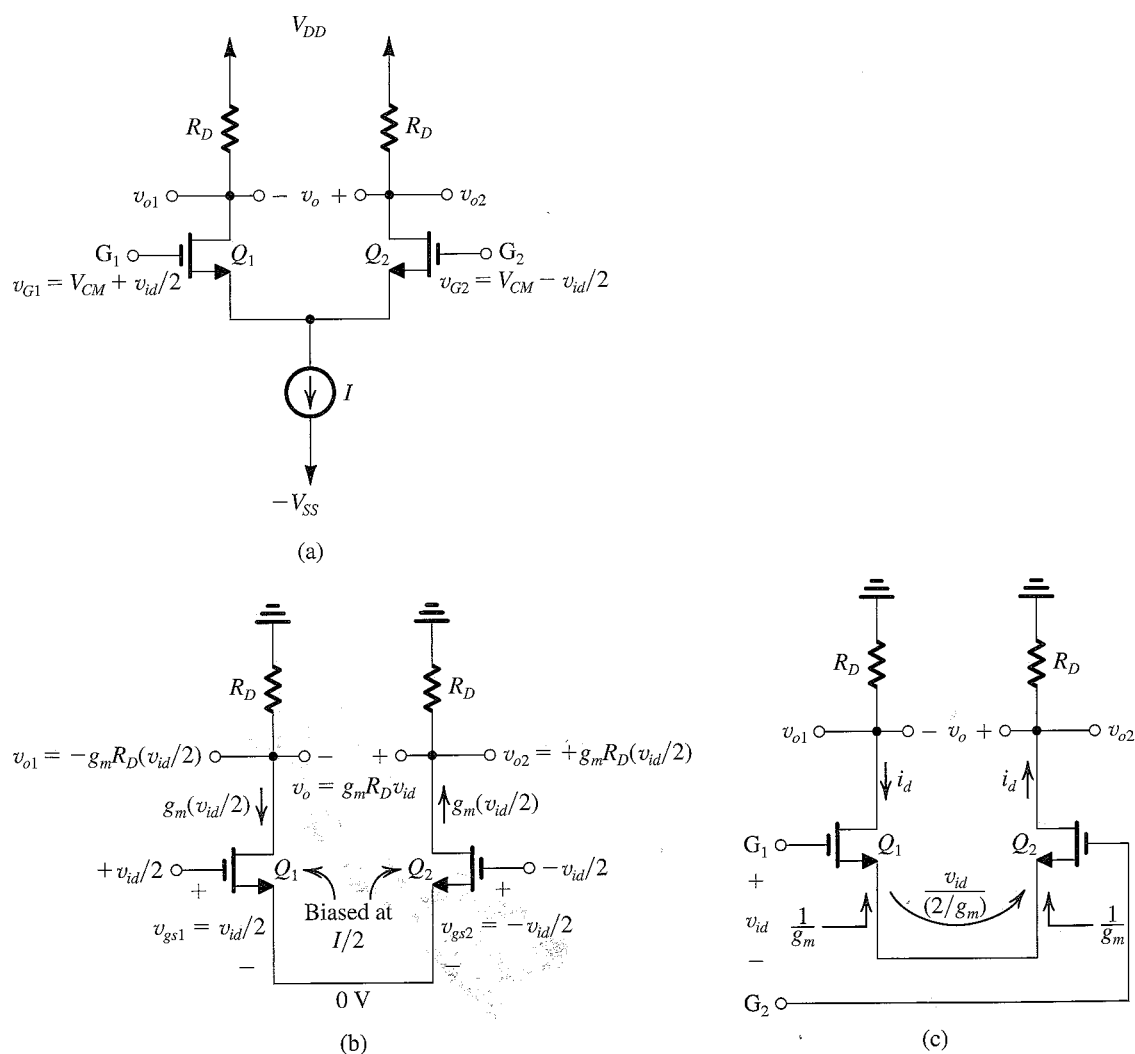 V_DD
R_D
R_D
v_o1
− v_o +
v_o2
G_1
Q_1
Q_2
G_2
v_G1 = V_CM + v_id/2
v_G2 = V_CM − v_id/2
I
−V_SS
(a)
R_D
R_D
v_o1 = −g_m R_D(v_id/2)
− +
v_o2 = +g_m R_D(v_id/2)
v_o = g_m R_D v_id
g_m(v_id/2)
g_m(v_id/2)
+v_id/2
+
Q_1
Q_2
+
−v_id/2
Biased at
I/2
v_gs1 = v_id/2
v_gs2 = −v_id/2
−
−
0 V
(b)
R_D
R_D
v_o1
− v_o +
v_o2
i_d
i_d
G_1
Q_1
Q_2
+
v_id
−
1/g_m
v_id/(2/g_m)
1/g_m
G_2
(c)